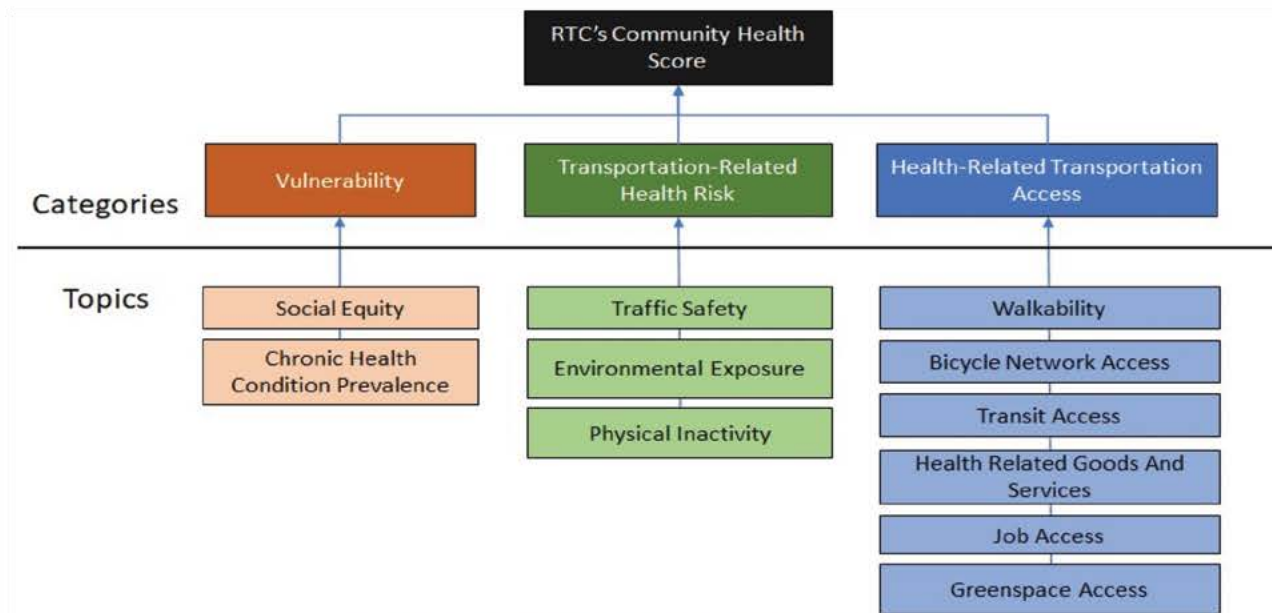 RTC's Community Health
Score
Categories
Vulnerability
Transportation-Related
Health Risk
Health-Related Transportation
Access
Topics
Social Equity
Chronic Health
Condition Prevalence
Traffic Safety
Environmental Exposure
Physical Inactivity
Walkability
Bicycle Network Access
Transit Access
Health Related Goods And
Services
Job Access
Greenspace Access